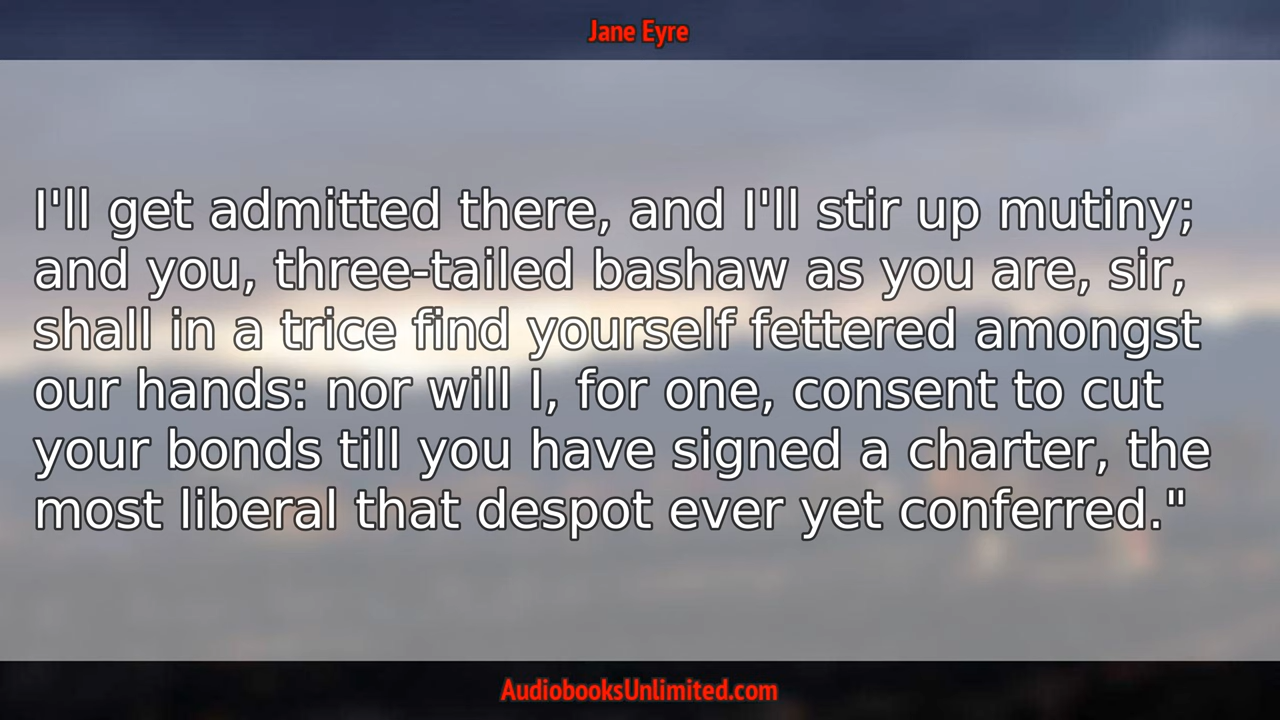 Jane Eyre
I'll get admitted there, and I'll stir up mutiny;
and you, three-tailed bashaw as you are, sir,
shall in a trice find yourself fettered amongst
our hands: nor will I, for one, consent to cut
your bonds till you have signed a charter, the
most liberal that despot ever yet conferred."
AudiobooksUnlimited.com